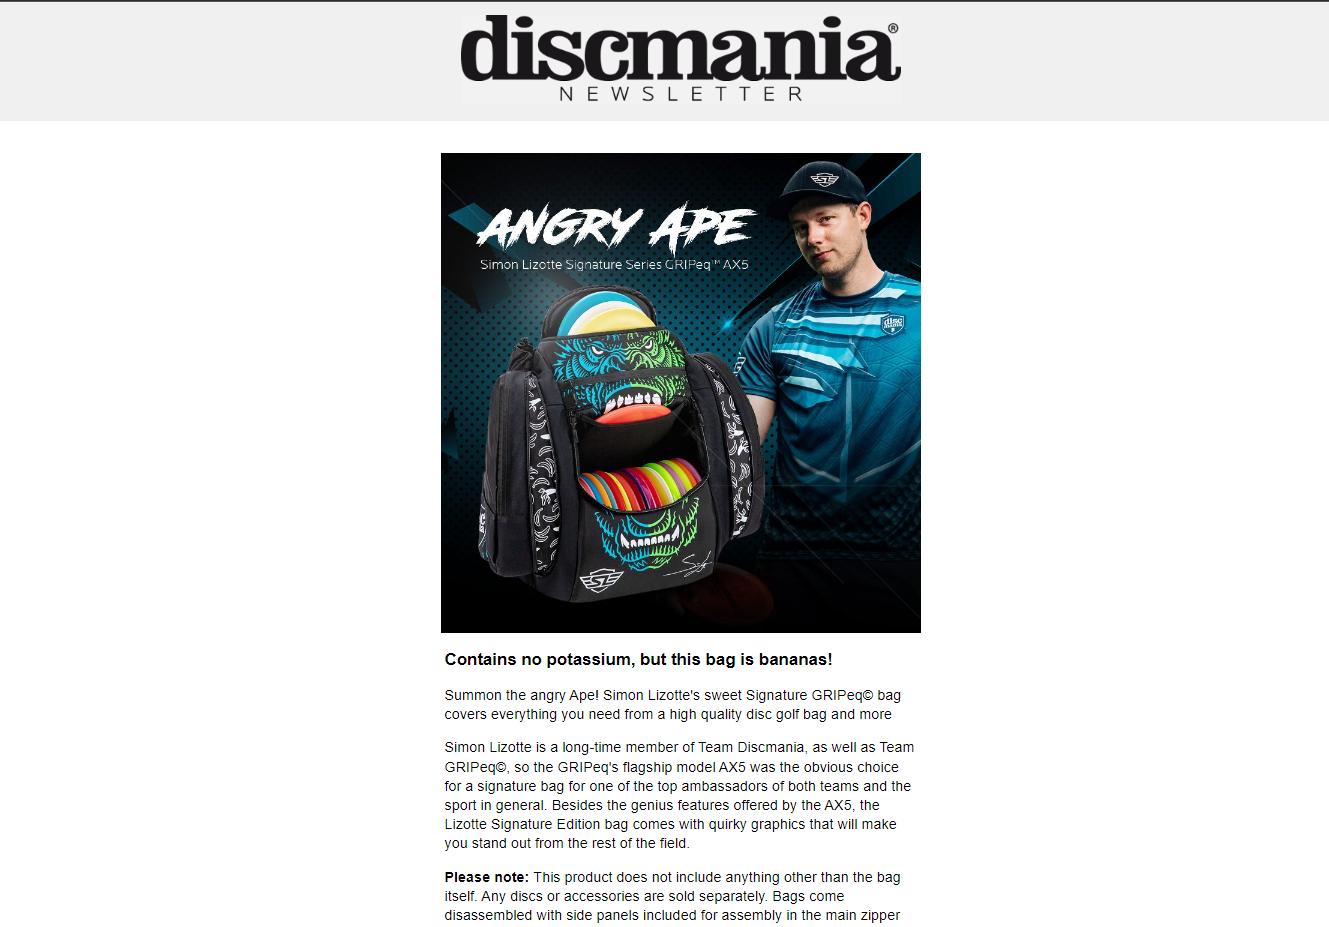 discmania®
NEWSLETTER
ANGRY APE
Simon Lizotte Signature Series GRIPeq™ AX5
SL
disc
mania
SL
Contains no potassium, but this bag is bananas!
Summon the angry Ape! Simon Lizotte's sweet Signature GRIPeq© bag
covers everything you need from a high quality disc golf bag and more
Simon Lizotte is a long-time member of Team Discmania, as well as Team
GRIPeq©, so the GRIPeq's flagship model AX5 was the obvious choice
for a signature bag for one of the top ambassadors of both teams and the
sport in general. Besides the genius features offered by the AX5, the
Lizotte Signature Edition bag comes with quirky graphics that will make
you stand out from the rest of the field.
Please note: This product does not include anything other than the bag
itself. Any discs or accessories are sold separately. Bags come
disassembled with side panels included for assembly in the main zipper